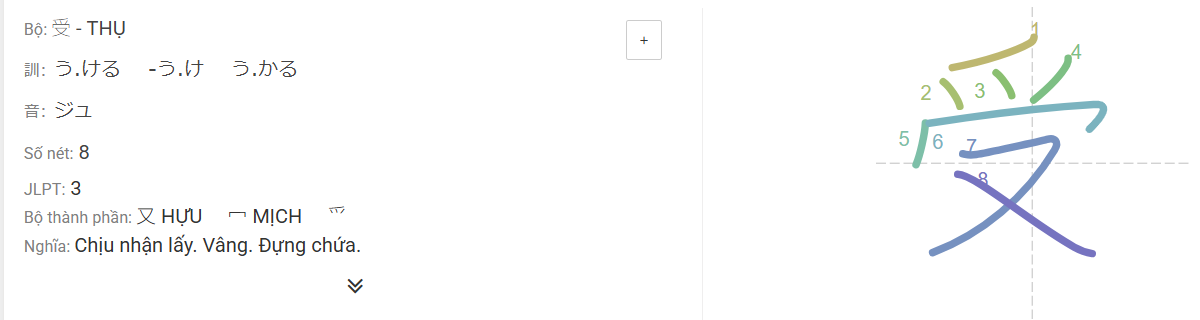 Bộ: 受 - THỤ
+
訓: う.ける -う.け う.かる
音: ジュ
Số nét: 8
JLPT: 3
Bộ thành phần: 又 HỰU 冖 MỊCH 爫
Nghĩa: Chịu nhận lấy. Vâng. Đựng chứa.
受
1
4
2
3
5
6
7
8